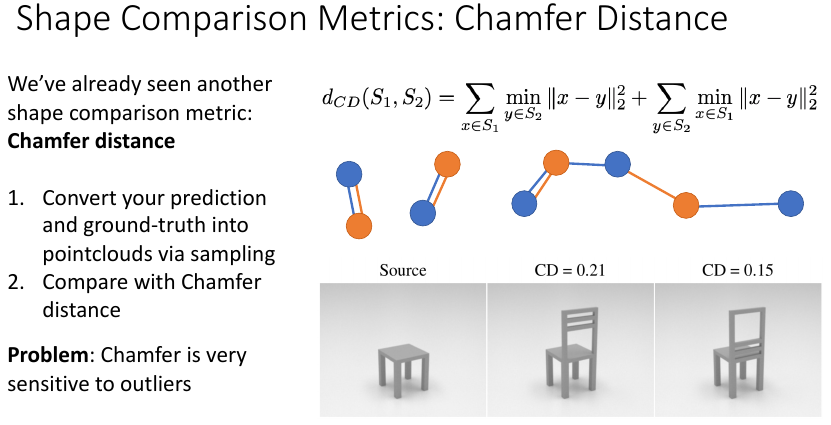 Shape Comparison Metrics: Chamfer Distance
We've already seen another
shape comparison metric:
Chamfer distance
1. Convert your prediction
and ground-truth into
pointclouds via sampling
2. Compare with Chamfer
distance
Problem: Chamfer is very
sensitive to outliers
d_{CD}(S_1, S_2) = \sum_{x \in S_1} \min_{y \in S_2} \|x - y\|_2^2 + \sum_{y \in S_2} \min_{x \in S_1} \|x - y\|_2^2
Source CD = 0.21 CD = 0.15